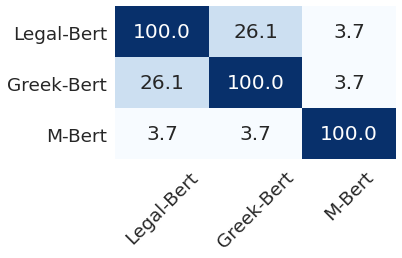 Legal-Bert 100.0 26.1 3.7
Greek-Bert 26.1 100.0 3.7
M-Bert 3.7 3.7 100.0
Legal-Bert Greek-Bert M-Bert